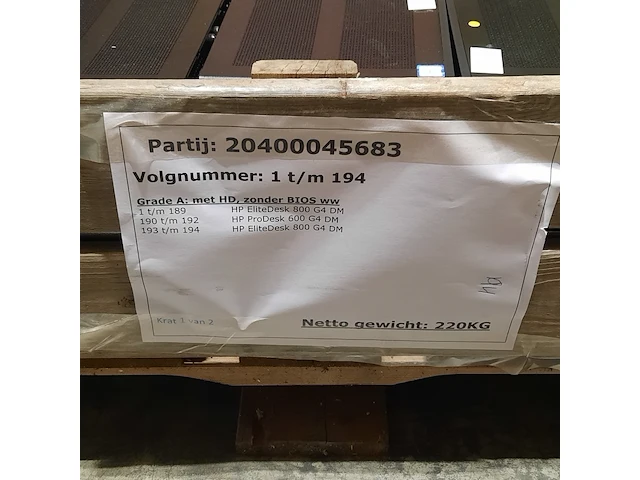 Partij: 20400045683
Volgnummer: 1 t/m 194
Grade A: met HD, zonder BIOS ww
1 t/m 189 HP EliteDesk 800 G4 DM
190 t/m 192 HP ProDesk 600 G4 DM
193 t/m 194 HP EliteDesk 800 G4 DM
Krat 1 van 2
Netto gewicht: 220KG